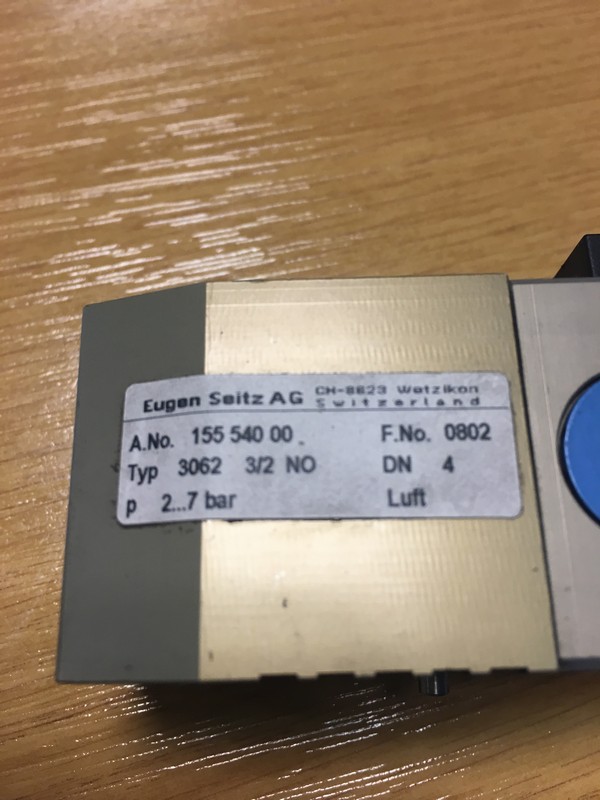 Eugen Seitz AG CH-8623 Wetzikon
Switzerland
A.No. 155 540 00 F.No. 0802
Typ 3062 3/2 NO DN 4
p 2...7 bar Luft